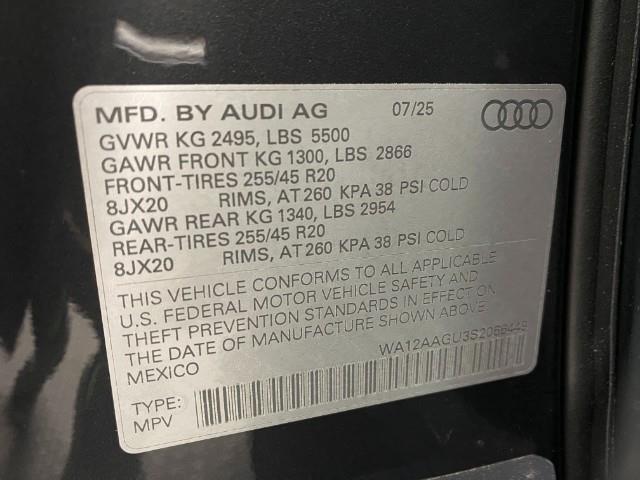 MFD. BY AUDI AG 07/25
GVWR KG 2495, LBS 5500
GAWR FRONT KG 1300, LBS 2866
FRONT-TIRES 255/45 R20
8JX20 RIMS, AT 260 KPA 38 PSI COLD
GAWR REAR KG 1340, LBS 2954
REAR-TIRES 255/45 R20
8JX20 RIMS, AT 260 KPA 38 PSI COLD
THIS VEHICLE CONFORMS TO ALL APPLICABLE
U.S. FEDERAL MOTOR VEHICLE SAFETY AND
THEFT PREVENTION STANDARDS IN EFFECT ON
THE DATE OF MANUFACTURE SHOWN ABOVE.
MEXICO WA12AAGU3S2066449
TYPE:
MPV